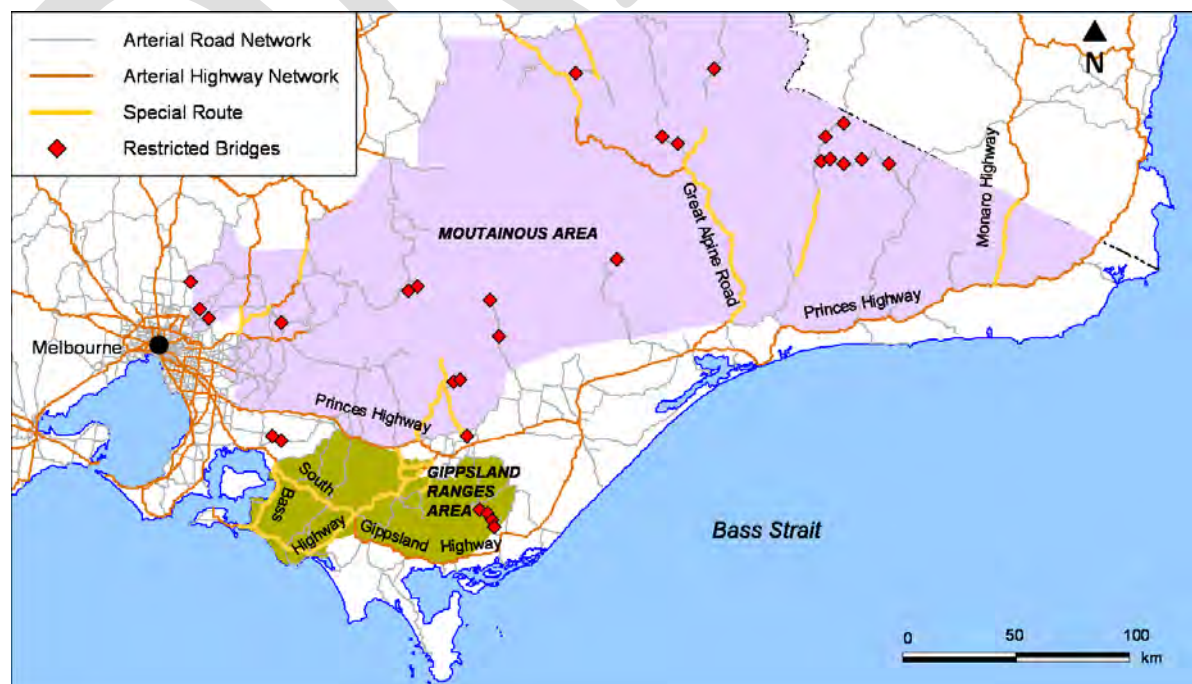 Arterial Road Network
Arterial Highway Network
Special Route
Restricted Bridges
N
Monaro Highway
Great Alpine Road
MOUTAINOUS AREA
Princes Highway
Melbourne
Princes Highway
GIPPSLAND
RANGES
AREA
South
Bass
Highway
Gippsland
Highway
Bass Strait
0
50
100
km